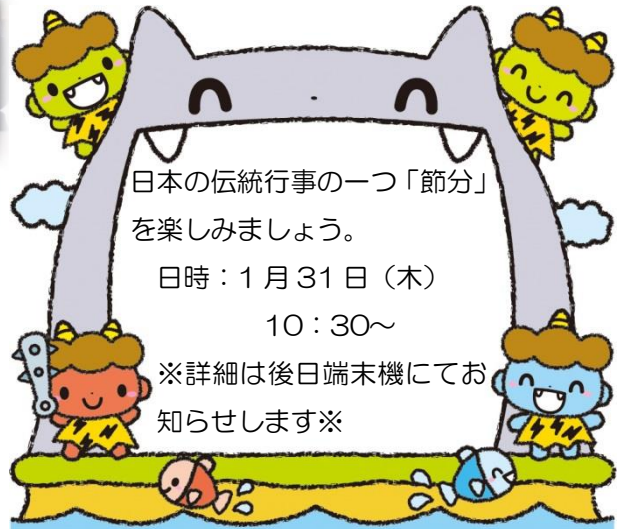 日本の伝統行事の一つ「節分」
を楽しみましょう。
日時：1月31日（木）
10：30～
※詳細は後日端末機にてお
知らせします※